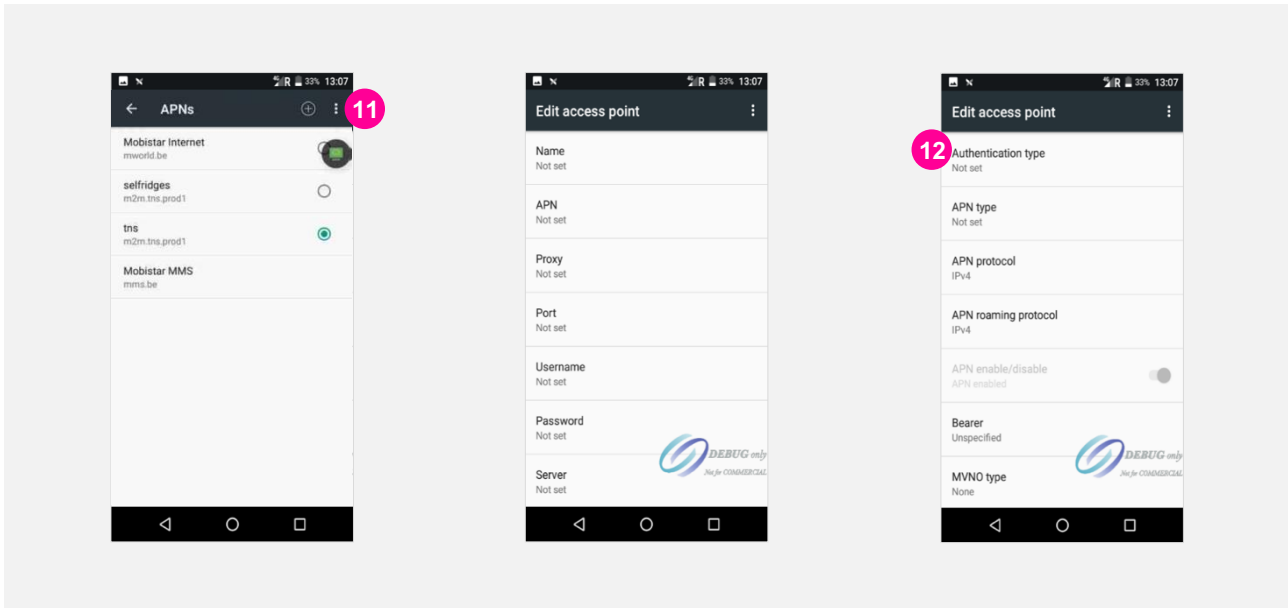 33% 13:07
APNs
11
Mobistar Internet
mworld.be
selfridges
m2m.tns.prod1
tns
m2m.tns.prod1
Mobistar MMS
mms.be
33% 13:07
Edit access point
Name
Not set
APN
Not set
Proxy
Not set
Port
Not set
Username
Not set
Password
Not set
Server
Not set
DEBUG only
Not for COMMERCIAL
33% 13:07
Edit access point
12
Authentication type
Not set
APN type
Not set
APN protocol
IPv4
APN roaming protocol
IPv4
APN enable/disable
APN enabled
Bearer
Unspecified
MVNO type
None
DEBUG only
Not for COMMERCIAL